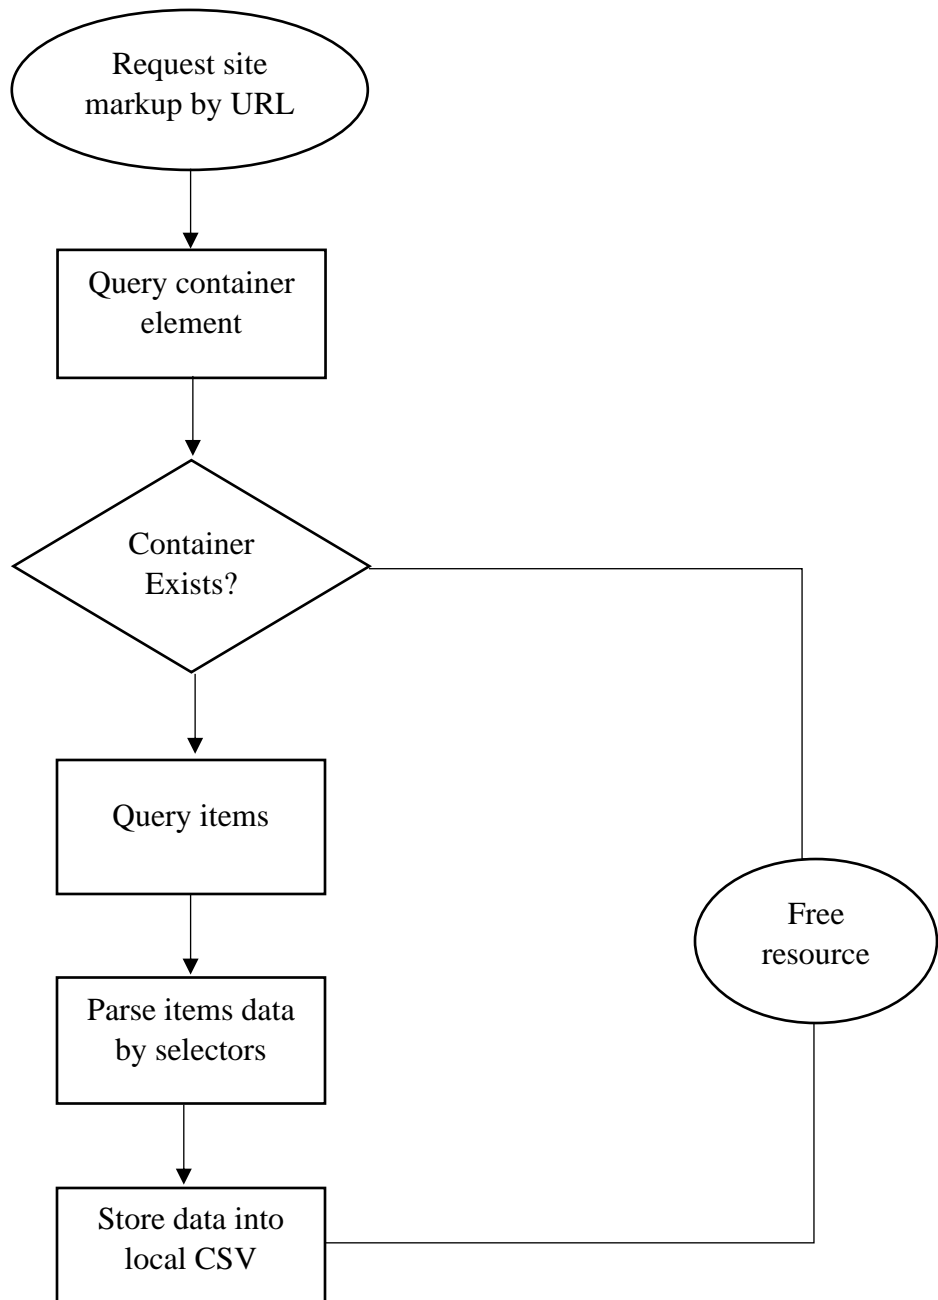 Request site
markup by URL
Query container
element
Container
Exists?
Query items
Free
resource
Parse items data
by selectors
Store data into
local CSV